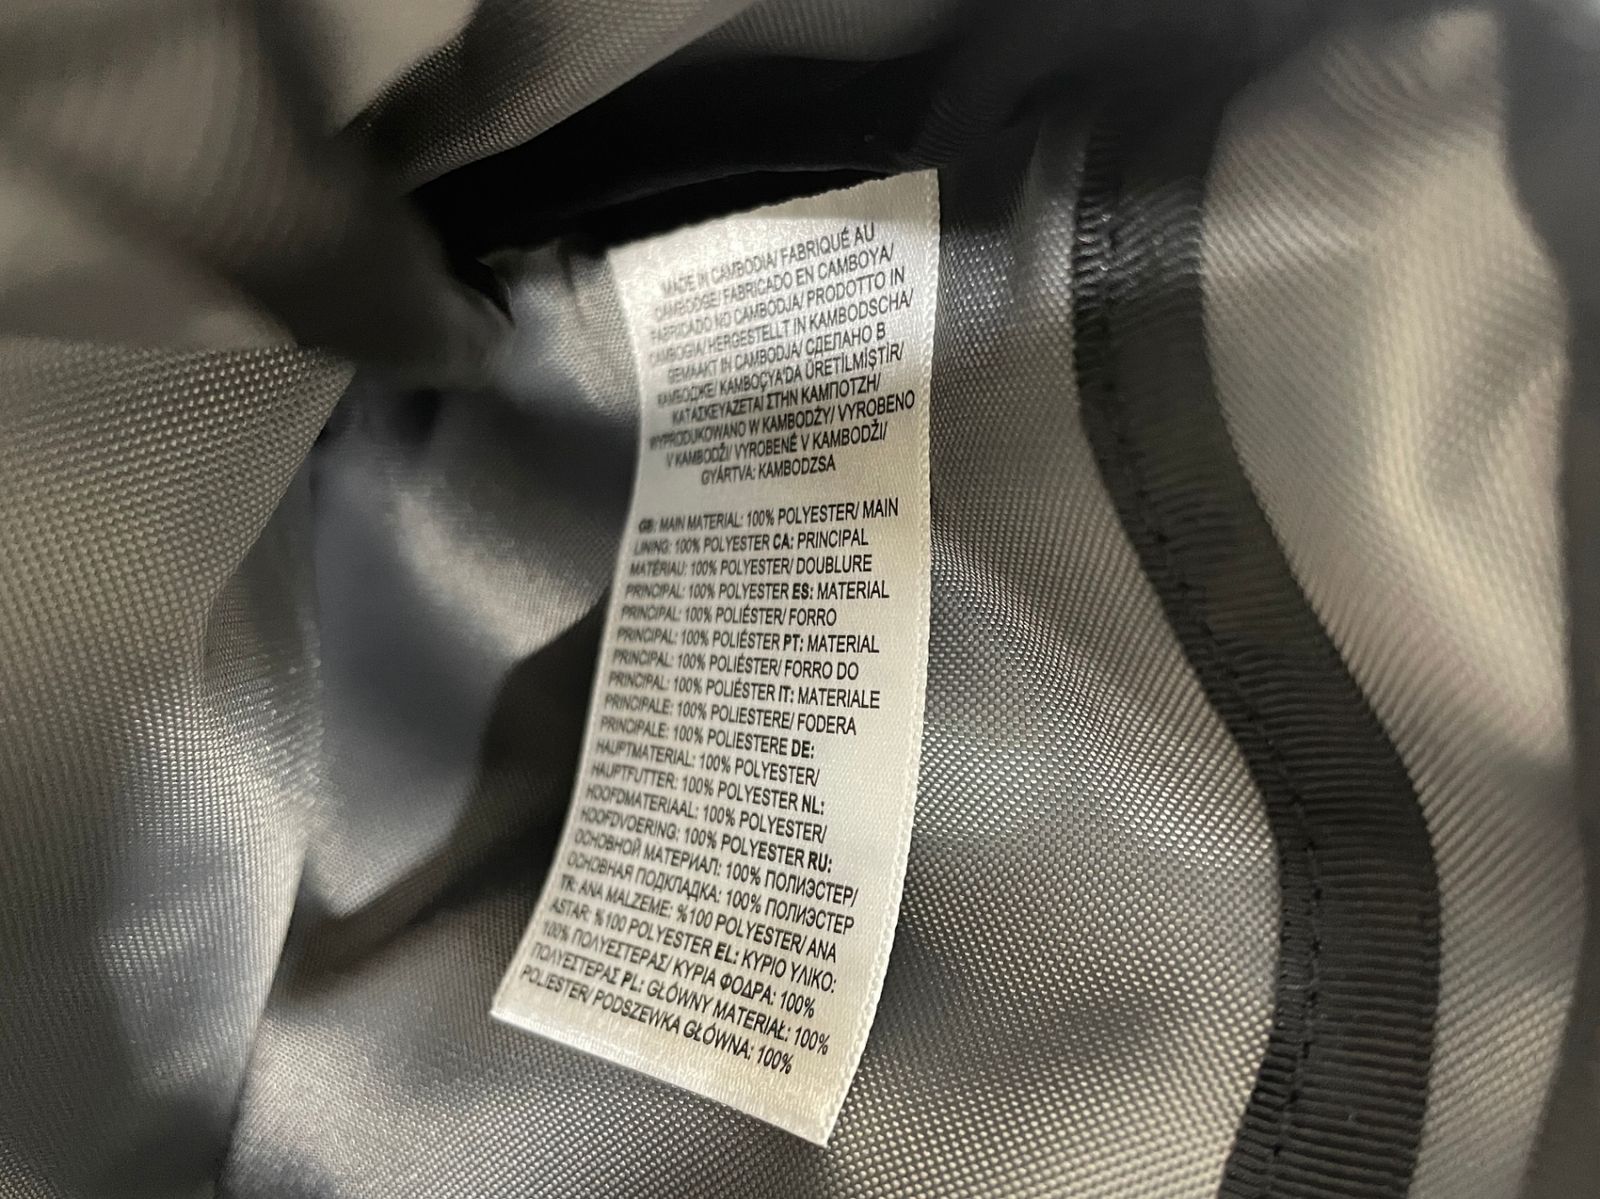 MADE IN CAMBODIA/ FABRIQUÉ AU
CAMBODGE/ FABRICADO EN CAMBOYA/
FABRICADO NO CAMBODJA/ PRODOTTO IN
CAMBOGIA/ HERGESTELLT IN KAMBODSCHA/
GEMAAKT IN CAMBODJA/ СДЕЛАНО В
КАМБОДЖЕ/ KAMBOÇYA'DA ÜRETİLMİŞTİR/
ΚΑΤΑΣΚΕΥΑΖΕΤΑΙ ΣΤΗΝ ΚΑΜΠΟΤΖΗ/
WYPRODUKOWANO W KAMBODŻY/ VYROBENO
V KAMBODŽI/ VYROBENÉ V KAMBODŽI/
GYÁRTVA: KAMBODZSA
GB: MAIN MATERIAL: 100% POLYESTER/ MAIN
LINING: 100% POLYESTER CA: PRINCIPAL
MATÉRIAU: 100% POLYESTER/ DOUBLURE
PRINCIPAL: 100% POLYESTER ES: MATERIAL
PRINCIPAL: 100% POLIÉSTER/ FORRO
PRINCIPAL: 100% POLIÉSTER PT: MATERIAL
PRINCIPAL: 100% POLIÉSTER/ FORRO DO
PRINCIPAL: 100% POLIÉSTER IT: MATERIALE
PRINCIPALE: 100% POLIESTERE/ FODERA
PRINCIPALE: 100% POLIESTERE DE:
HAUPTMATERIAL: 100% POLYESTER/
HAUPTFUTTER: 100% POLYESTER NL:
HOOFDMATERIAAL: 100% POLYESTER/
HOOFDVOERING: 100% POLYESTER RU:
ОСНОВНОЙ МАТЕРИАЛ: 100% ПОЛИЭСТЕР/
ОСНОВНАЯ ПОДКЛАДКА: 100% ПОЛИЭСТЕР
TR: ANA MALZEME: %100 POLYESTER/ ANA
ASTAR: %100 POLYESTER EL: ΚΥΡΙΟ ΥΛΙΚΟ:
100% ΠΟΛΥΕΣΤΕΡΑΣ/ ΚΥΡΙΑ ΦΟΔΡΑ: 100%
ΠΟΛΥΕΣΤΕΡΑΣ PL: GŁÓWNY MATERIAŁ: 100%
POLIESTER/ PODSZEWKA GŁÓWNA: 100%